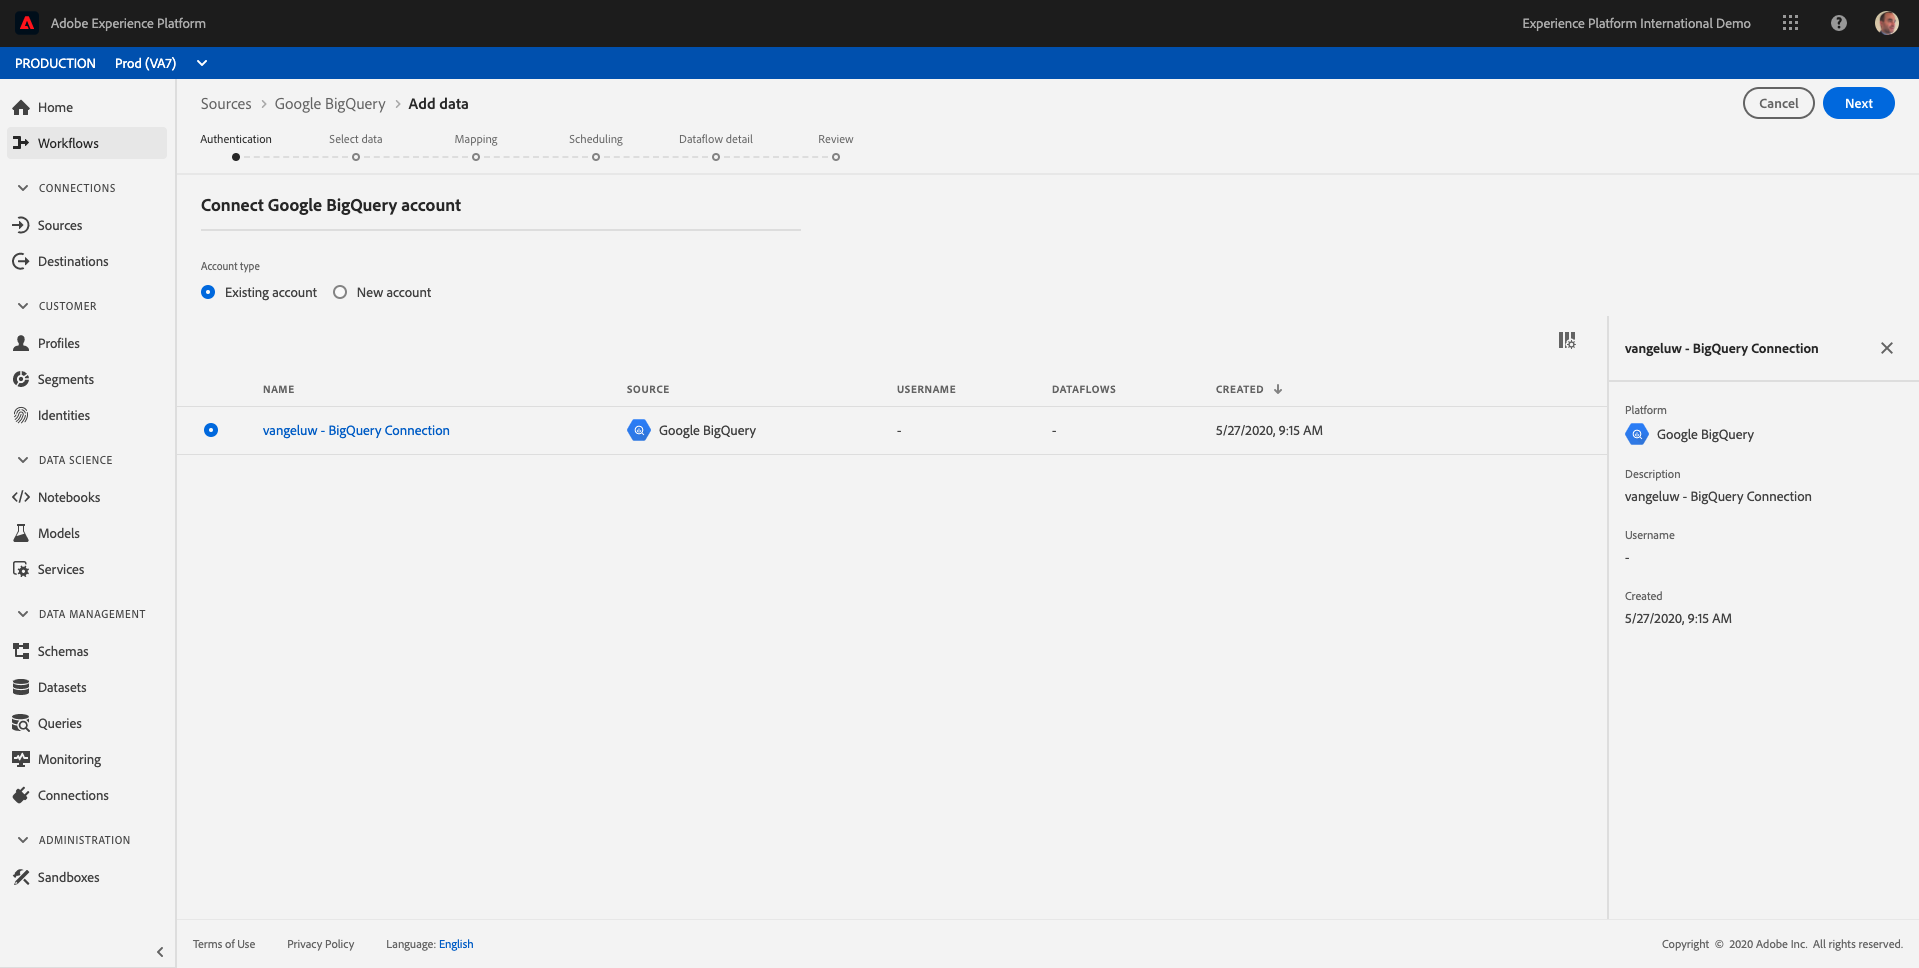 Adobe Experience Platform
Experience Platform International Demo
PRODUCTION Prod (VA7)
Home
Workflows
CONNECTIONS
Sources
Destinations
CUSTOMER
Profiles
Segments
Identities
DATA SCIENCE
Notebooks
Models
Services
DATA MANAGEMENT
Schemas
Datasets
Queries
Monitoring
Connections
ADMINISTRATION
Sandboxes
Sources > Google BigQuery > Add data
Cancel Next
Authentication Select data Mapping Scheduling Dataflow detail Review
Connect Google BigQuery account
Account type
Existing account New account
NAME SOURCE USERNAME DATAFLOWS CREATED ↓
vangeluw - BigQuery Connection Google BigQuery - - 5/27/2020, 9:15 AM
vangeluw - BigQuery Connection
Platform
Google BigQuery
Description
vangeluw - BigQuery Connection
Username
-
Created
5/27/2020, 9:15 AM
Terms of Use Privacy Policy Language: English
Copyright © 2020 Adobe Inc. All rights reserved.